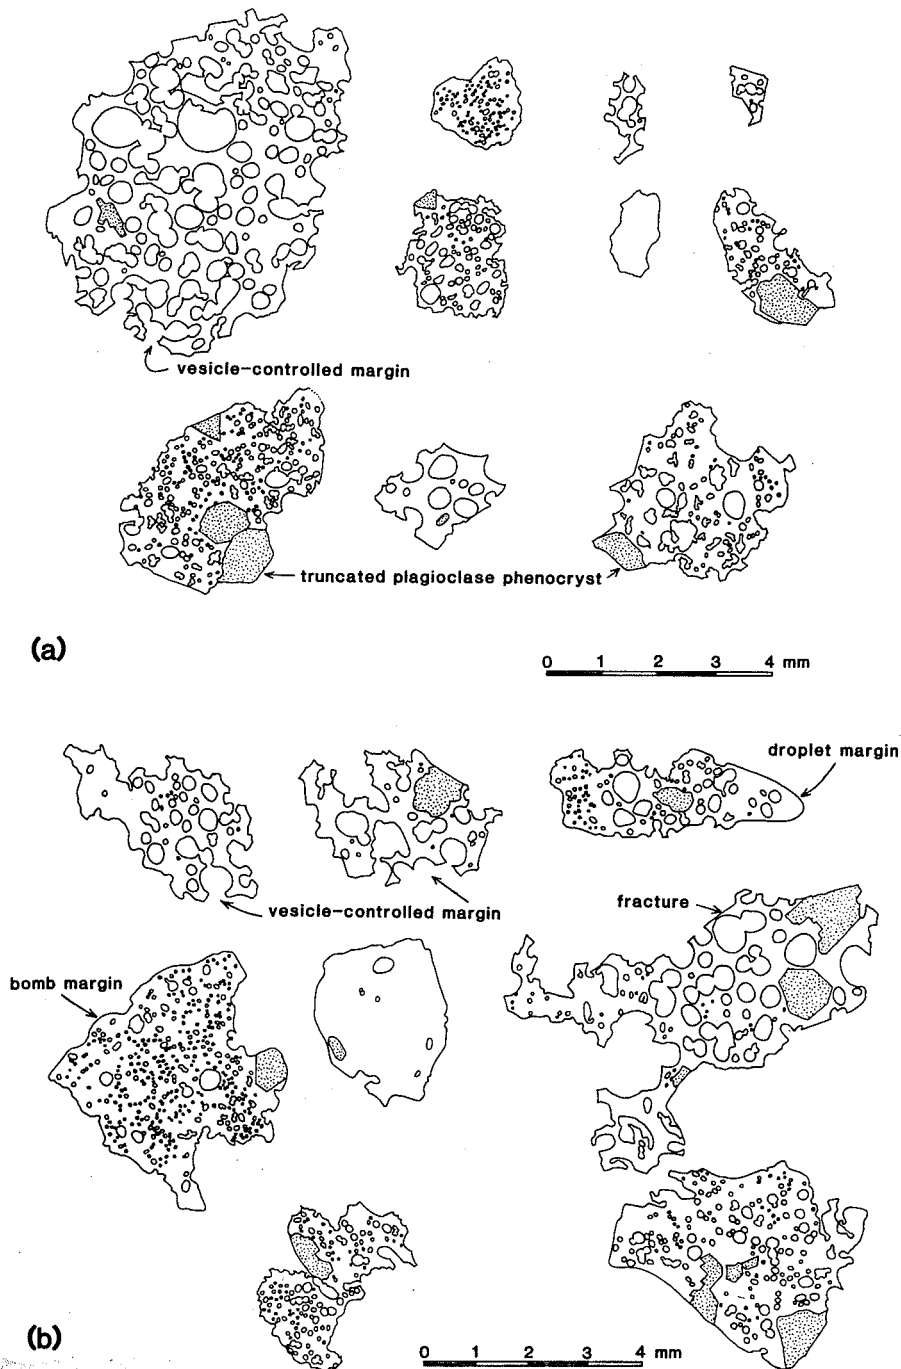 vesicle-controlled margin
truncated plagioclase phenocryst
(a)
0 1 2 3 4 mm
droplet margin
vesicle-controlled margin
fracture
bomb margin
(b)
0 1 2 3 4 mm